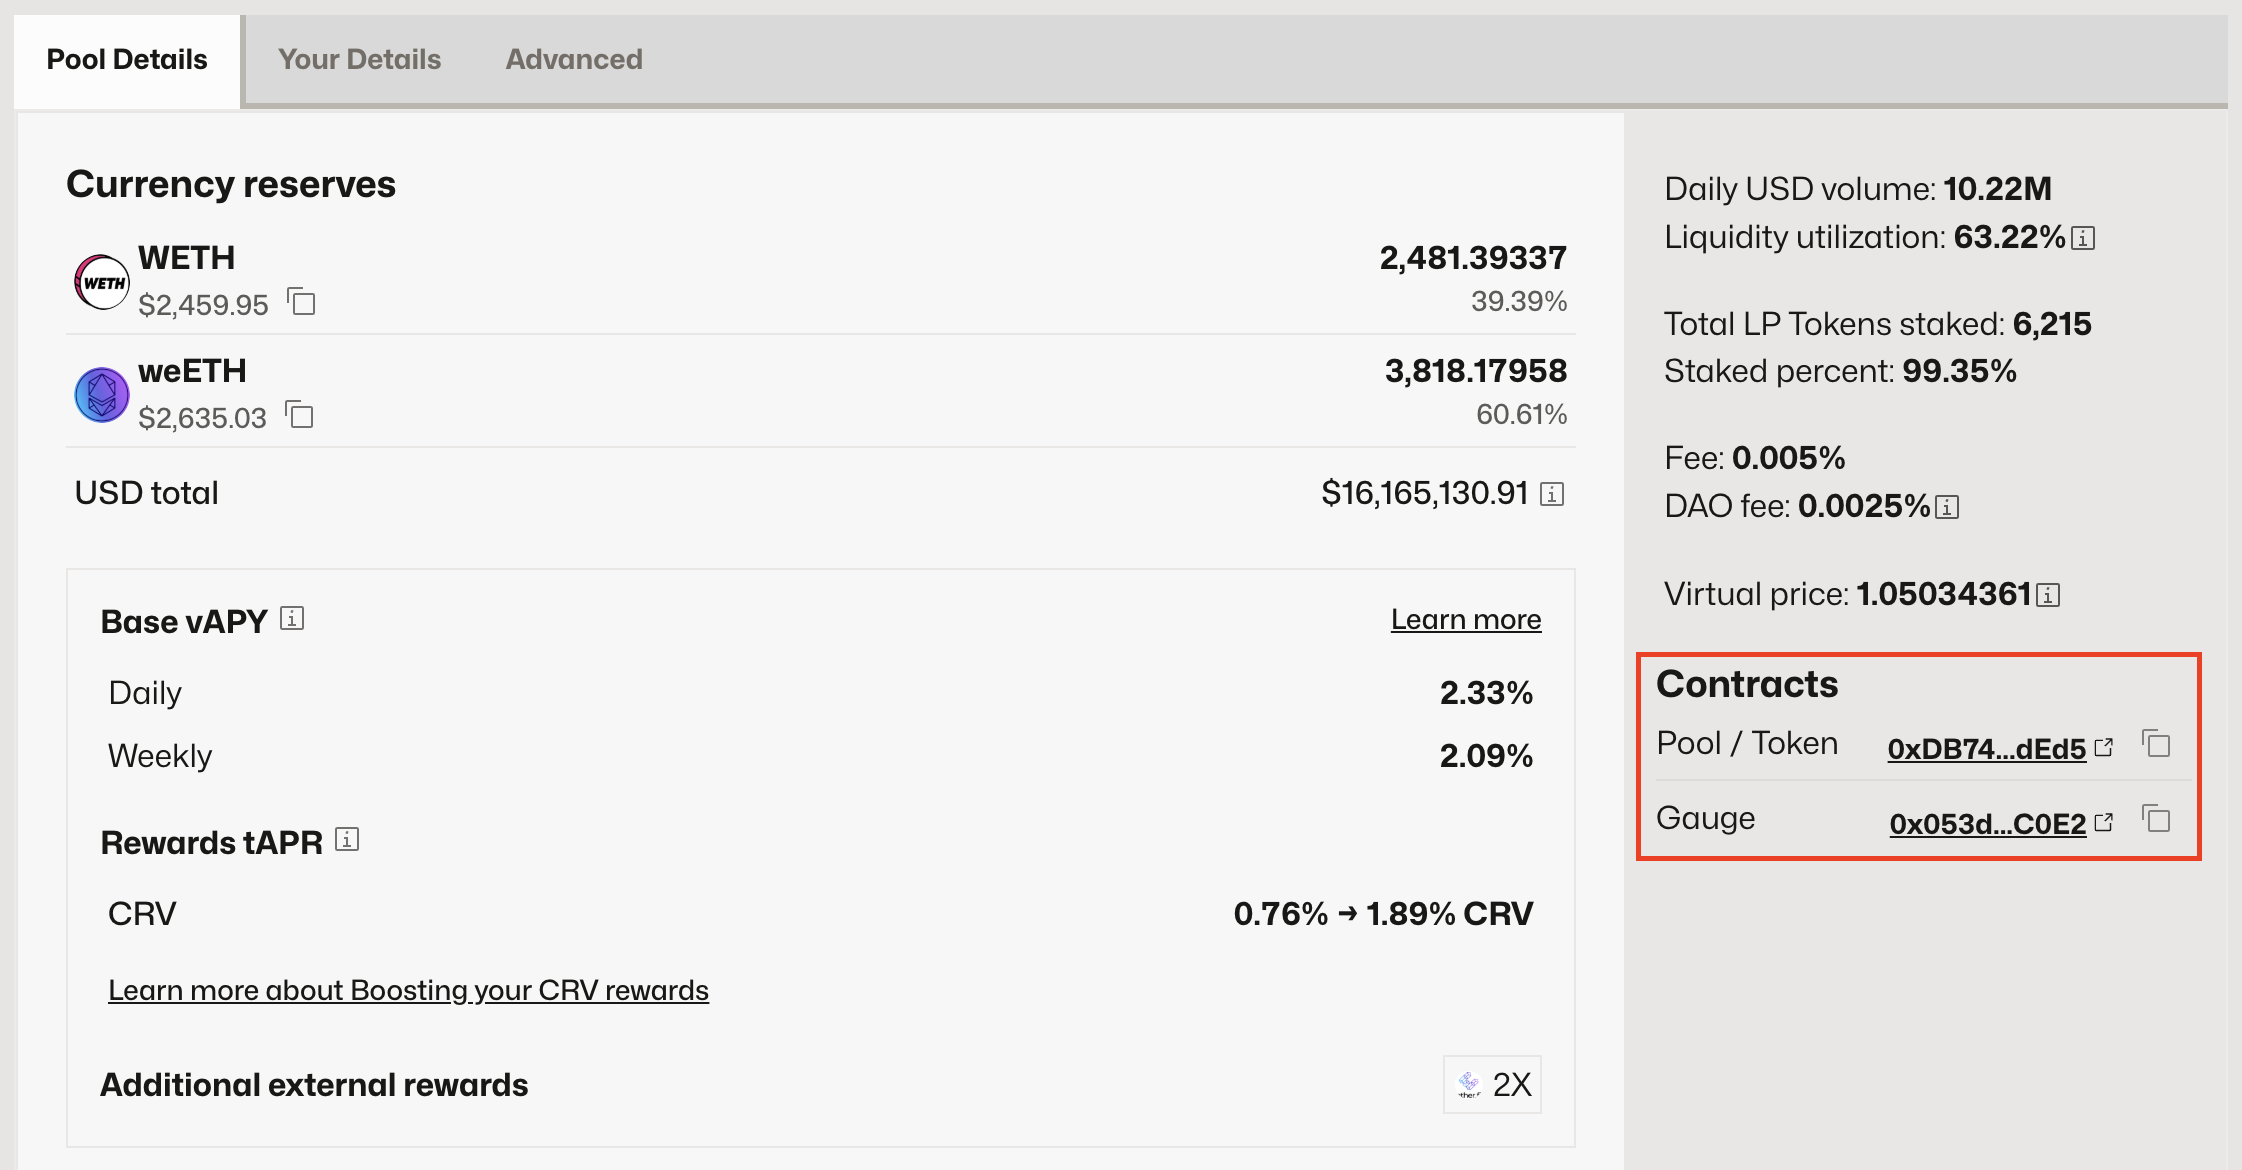 Pool Details
Your Details
Advanced
Currency reserves
WETH
WETH
$2,459.95
2,481.39337
39.39%
weETH
$2,635.03
3,818.17958
60.61%
USD total
$16,165,130.91
Base vAPY
Learn more
Daily
2.33%
Weekly
2.09%
Rewards tAPR
CRV
0.76% → 1.89% CRV
Learn more about Boosting your CRV rewards
Additional external rewards
2X
Daily USD volume: 10.22M
Liquidity utilization: 63.22%
Total LP Tokens staked: 6,215
Staked percent: 99.35%
Fee: 0.005%
DAO fee: 0.0025%
Virtual price: 1.05034361
Contracts
Pool / Token
0xDB74...dEd5
Gauge
0x053d...C0E2